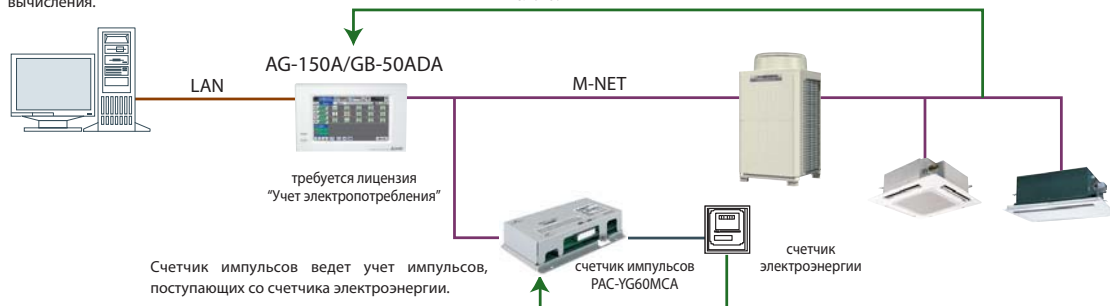 вычисления.
AG-150A/GB-50ADA
LAN
M-NET
требуется лицензия
“Учет электропотребления”
Счетчик импульсов ведет учет импульсов,
поступающих со счетчика электроэнергии.
счетчик импульсов
PAC-YG60MCA
счетчик
электроэнергии